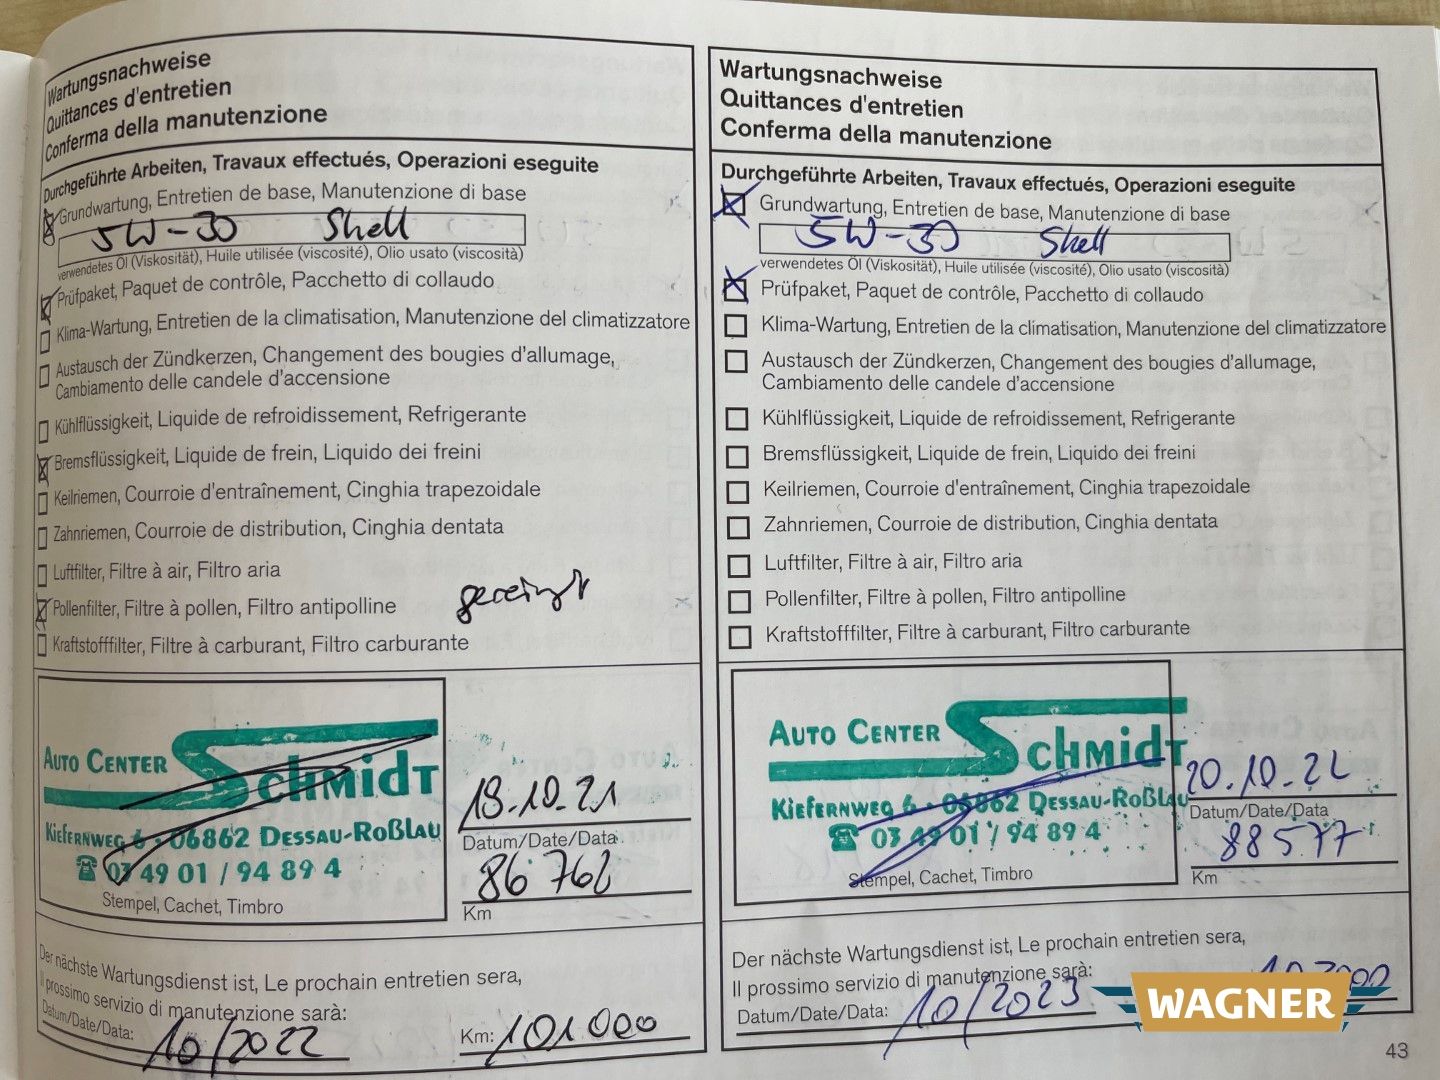 Wartungsnachweise
Quittances d'entretien
Conferma della manutenzione
Durchgeführte Arbeiten, Travaux effectués, Operazioni eseguite
Grundwartung, Entretien de base, Manutenzione di base
5W-30 Shell
verwendetes Öl (Viskosität), Huile utilisée (viscosité), Olio usato (viscosità)
Prüfpaket, Paquet de contrôle, Pacchetto di collaudo
Klima-Wartung, Entretien de la climatisation, Manutenzione del climatizzatore
Austausch der Zündkerzen, Changement des bougies d'allumage,
Cambiamento delle candele d'accensione
Kühlflüssigkeit, Liquide de refroidissement, Refrigerante
Bremsflüssigkeit, Liquide de frein, Liquido dei freini
Keilriemen, Courroie d'entraînement, Cinghia trapezoidale
Zahnriemen, Courroie de distribution, Cinghia dentata
Luftfilter, Filtre à air, Filtro aria
Pollenfilter, Filtre à pollen, Filtro antipolline gereinigt
Kraftstofffilter, Filtre à carburant, Filtro carburante
Auto Center Schmidt
Kiefernweg 6 · 06862 Dessau-Roßlau
☎ 03 49 01 / 94 89 4
Stempel, Cachet, Timbro
18.10.21
Datum/Date/Data
86 762
Km
Der nächste Wartungsdienst ist, Le prochain entretien sera,
Il prossimo servizio di manutenzione sarà:
Datum/Date/Data: 10/2022 Km: 101 000
Wartungsnachweise
Quittances d'entretien
Conferma della manutenzione
Durchgeführte Arbeiten, Travaux effectués, Operazioni eseguite
Grundwartung, Entretien de base, Manutenzione di base
5W-30 Shell
verwendetes Öl (Viskosität), Huile utilisée (viscosité), Olio usato (viscosità)
Prüfpaket, Paquet de contrôle, Pacchetto di collaudo
Klima-Wartung, Entretien de la climatisation, Manutenzione del climatizzatore
Austausch der Zündkerzen, Changement des bougies d'allumage,
Cambiamento delle candele d'accensione
Kühlflüssigkeit, Liquide de refroidissement, Refrigerante
Bremsflüssigkeit, Liquide de frein, Liquido dei freini
Keilriemen, Courroie d'entraînement, Cinghia trapezoidale
Zahnriemen, Courroie de distribution, Cinghia dentata
Luftfilter, Filtre à air, Filtro aria
Pollenfilter, Filtre à pollen, Filtro antipolline
Kraftstofffilter, Filtre à carburant, Filtro carburante
Auto Center Schmidt
Kiefernweg 6 · 06862 Dessau-Roßlau
☎ 03 49 01 / 94 89 4
Stempel, Cachet, Timbro
20.10.22
Datum/Date/Data
88577
Km
Der nächste Wartungsdienst ist, Le prochain entretien sera,
Il prossimo servizio di manutenzione sarà:
Datum/Date/Data: 10/2023
WAGNER
43